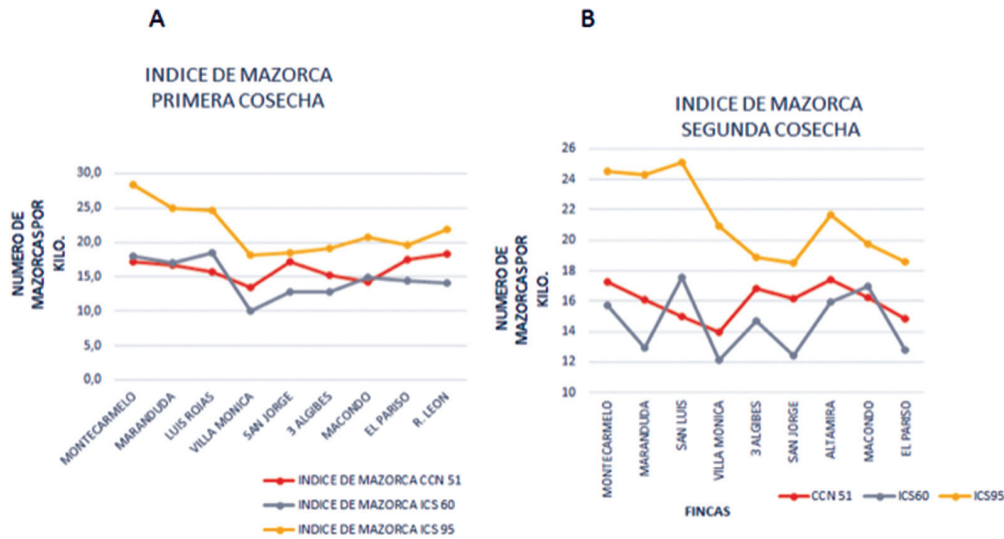 A
INDICE DE MAZORCA
PRIMERA COSECHA
NUMERO DE
MAZORCAS POR
KILO.
30,0
25,0
20,0
15,0
10,0
5,0
0,0
MONTECARMELO
MARANDUDA
LUIS ROJAS
VILLA MONICA
SAN JORGE
3 ALGIBES
MACONDO
EL PARISO
R. LEON
INDICE DE MAZORCA CCN 51
INDICE DE MAZORCA ICS 60
INDICE DE MAZORCA ICS 95
B
INDICE DE MAZORCA
SEGUNDA COSECHA
NUMERO DE
MAZORCAS POR
KILO.
26
24
22
20
18
16
14
12
10
MONTECARMELO
MARANDUDA
SAN LUIS
VILLA MONICA
3 ALGIBES
SAN JORGE
ALTAMIRA
MACONDO
EL PARISO
FINCAS
CCN 51
ICS60
ICS95